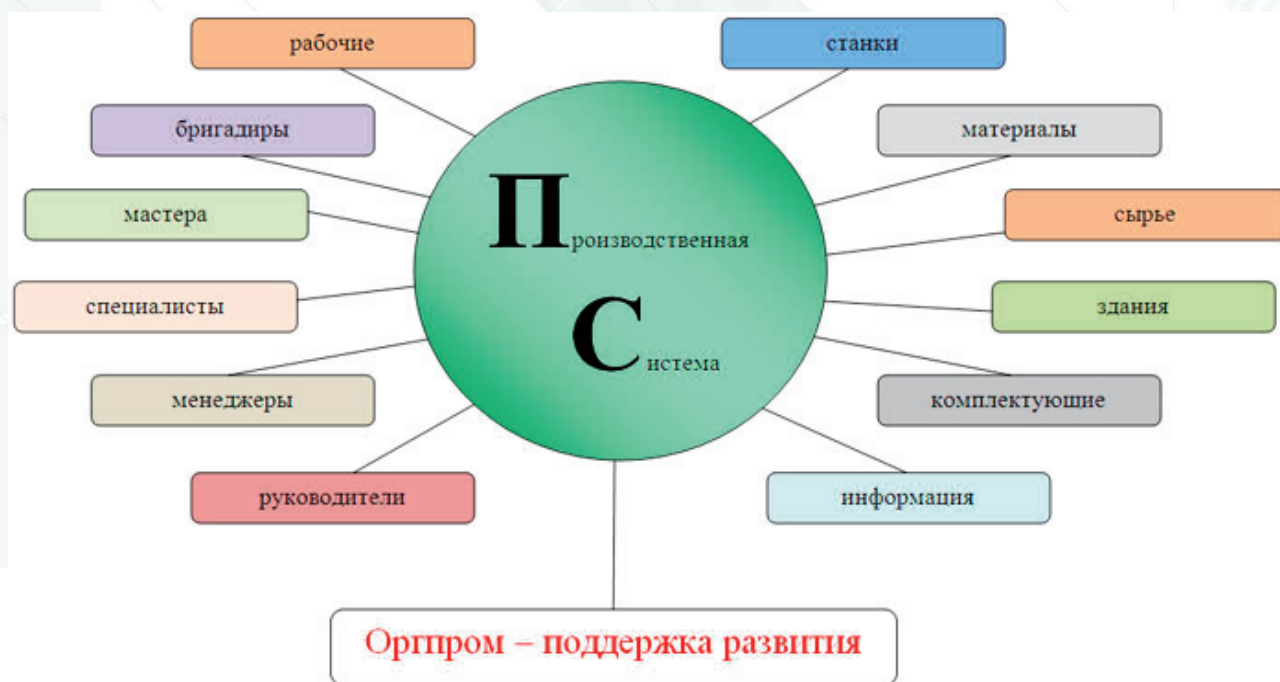 рабочие
станки
бригадиры
материалы
мастера
сырье
Производственная
Система
специалисты
здания
менеджеры
комплектующие
руководители
информация
Оргпром – поддержка развития